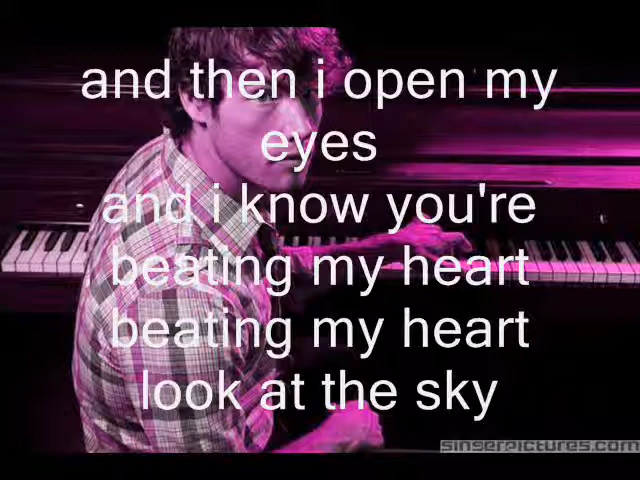 and then i open my
eyes
and i know you're
beating my heart
beating my heart
look at the sky
singerpictures.com